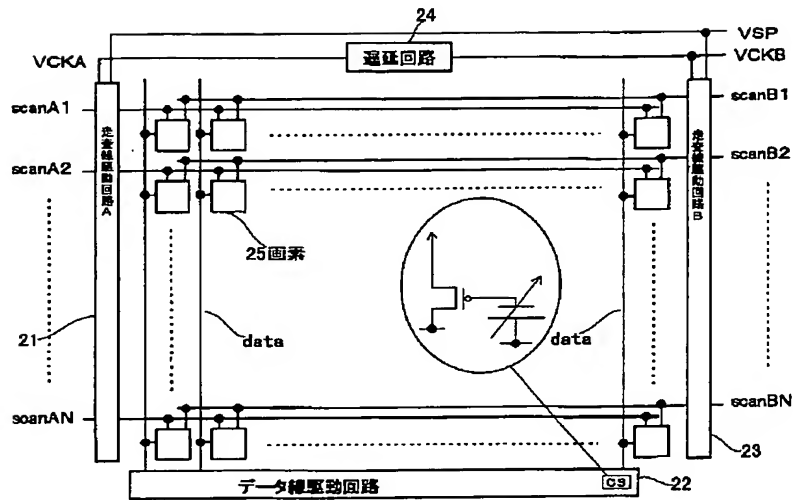 24
VSP
VCKA
遅延回路
VCKB
scanA1
scanB1
走査線駆動回路A
走査線駆動回路B
scanA2
scanB2
25画素
21
data
data
scanAN
scanBN
23
データ線駆動回路
CS
22